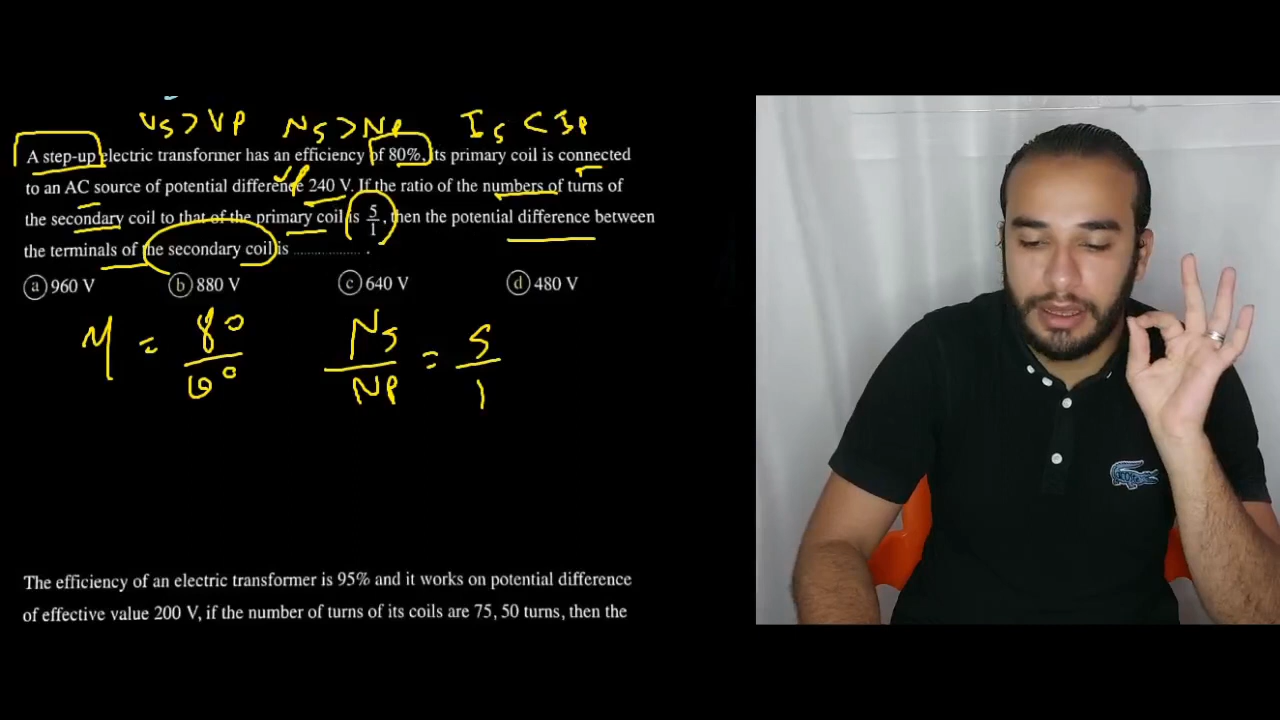 Vs > VP Ns > NP Is < IP
A step-up electric transformer has an efficiency of 80%, its primary coil is connected
VP
to an AC source of potential difference 240 V. If the ratio of the numbers of turns of
the secondary coil to that of the primary coil is 5/1, then the potential difference between
the terminals of the secondary coil is .................... .
a 960 V b 880 V c 640 V d 480 V
η = 80/100 Ns/NP = 5/1
The efficiency of an electric transformer is 95% and it works on potential difference
of effective value 200 V, if the number of turns of its coils are 75, 50 turns, then the